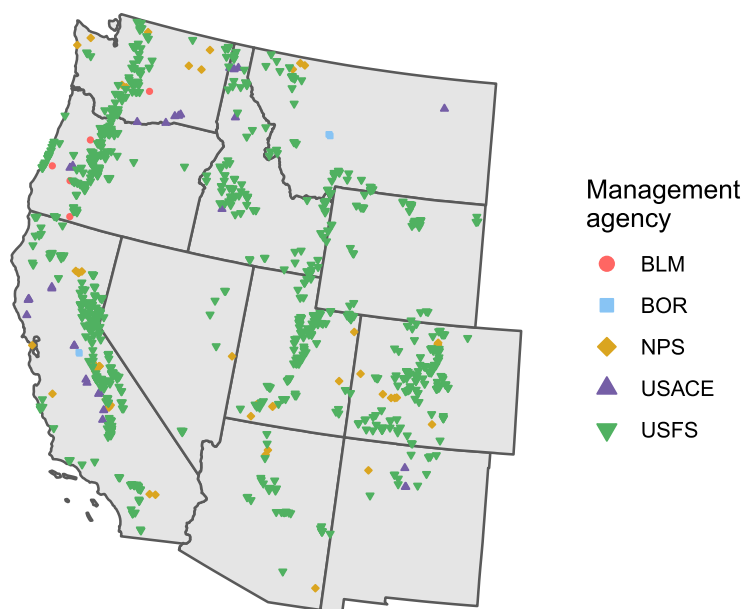 Management
agency
BLM
BOR
NPS
USACE
USFS